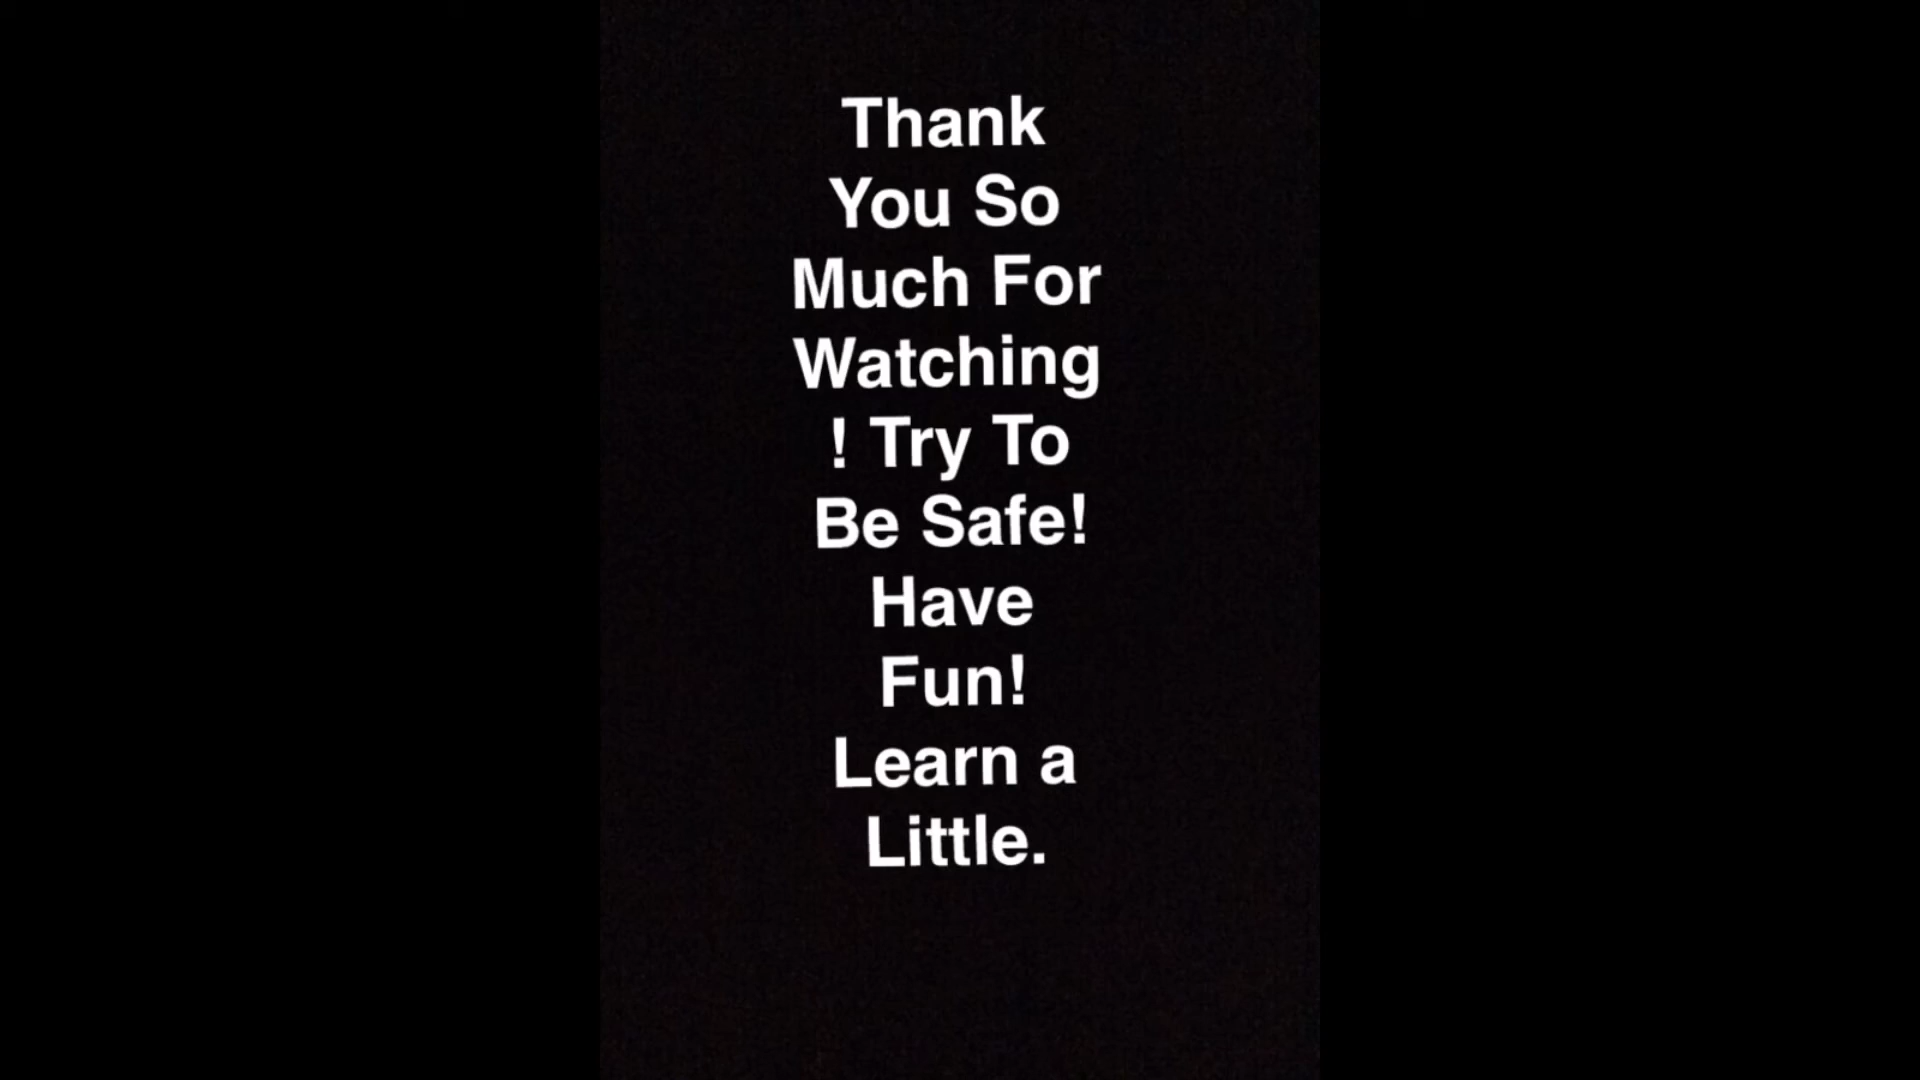 Thank
You So
Much For
Watching
! Try To
Be Safe!
Have
Fun!
Learn a
Little.